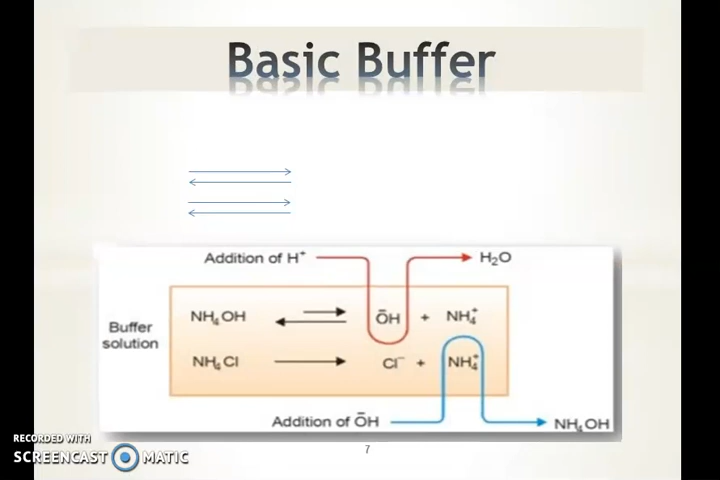 Basic Buffer
Addition of H⁺ H₂O
NH₄OH ŌH + NH₄⁺
Buffer
solution
NH₄Cl Cl⁻ + NH₄⁺
Addition of ŌH NH₄OH
7
RECORDED WITH
SCREENCAST MATIC